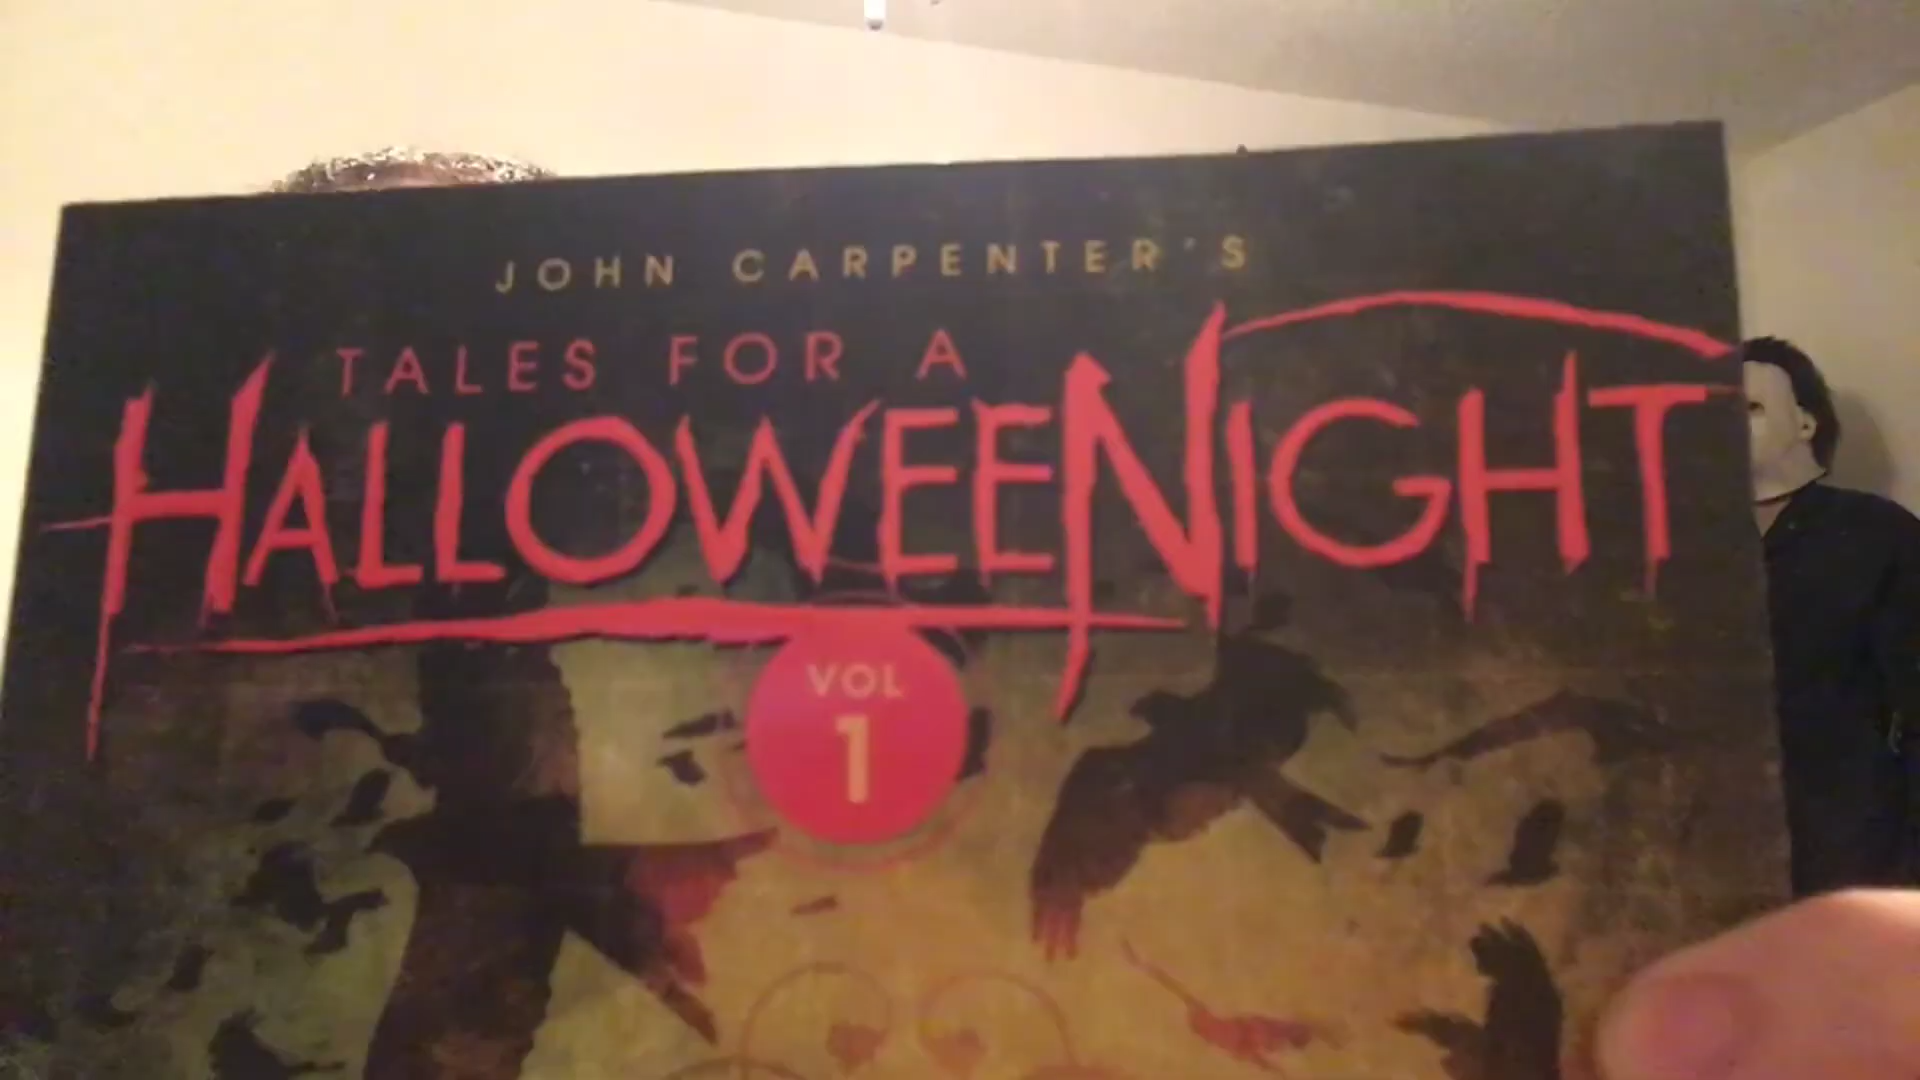 JOHN CARPENTER'S
TALES FOR A
HALLOWEENIGHT
VOL
1